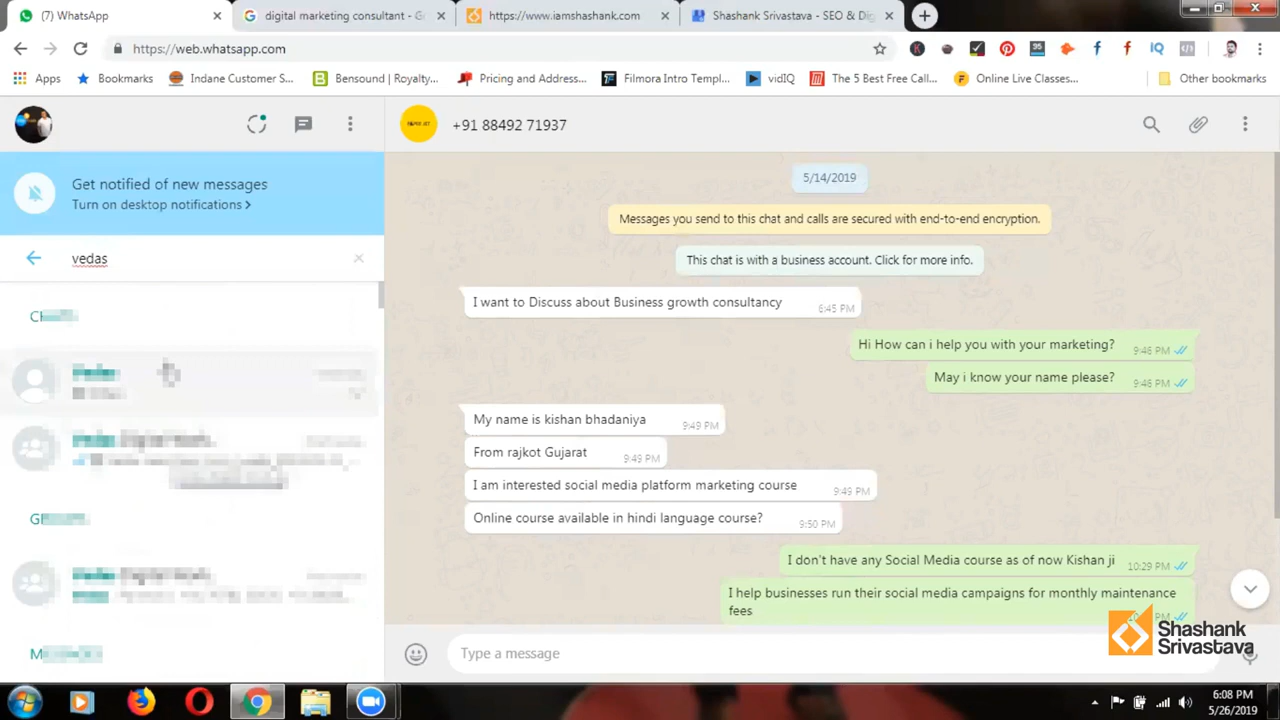 (7) WhatsApp
digital marketing consultant - G
https://www.iamshashank.com
Shashank Srivastava - SEO & Dig
https://web.whatsapp.com
95
IQ
Apps
Bookmarks
Indane Customer S...
Bensound | Royalty...
Pricing and Address...
Filmora Intro Templ...
vidIQ
The 5 Best Free Call...
Online Live Classes...
Other bookmarks
+91 88492 71937
Get notified of new messages
Turn on desktop notifications >
vedas
5/14/2019
Messages you send to this chat and calls are secured with end-to-end encryption.
This chat is with a business account. Click for more info.
I want to Discuss about Business growth consultancy 6:45 PM
Hi How can i help you with your marketing? 9:46 PM
May i know your name please? 9:46 PM
My name is kishan bhadaniya 9:49 PM
From rajkot Gujarat 9:49 PM
I am interested social media platform marketing course 9:49 PM
Online course available in hindi language course? 9:50 PM
I don't have any Social Media course as of now Kishan ji 10:29 PM
I help businesses run their social media campaigns for monthly maintenance
fees
Type a message
Shashank
Srivastava
6:08 PM
5/26/2019